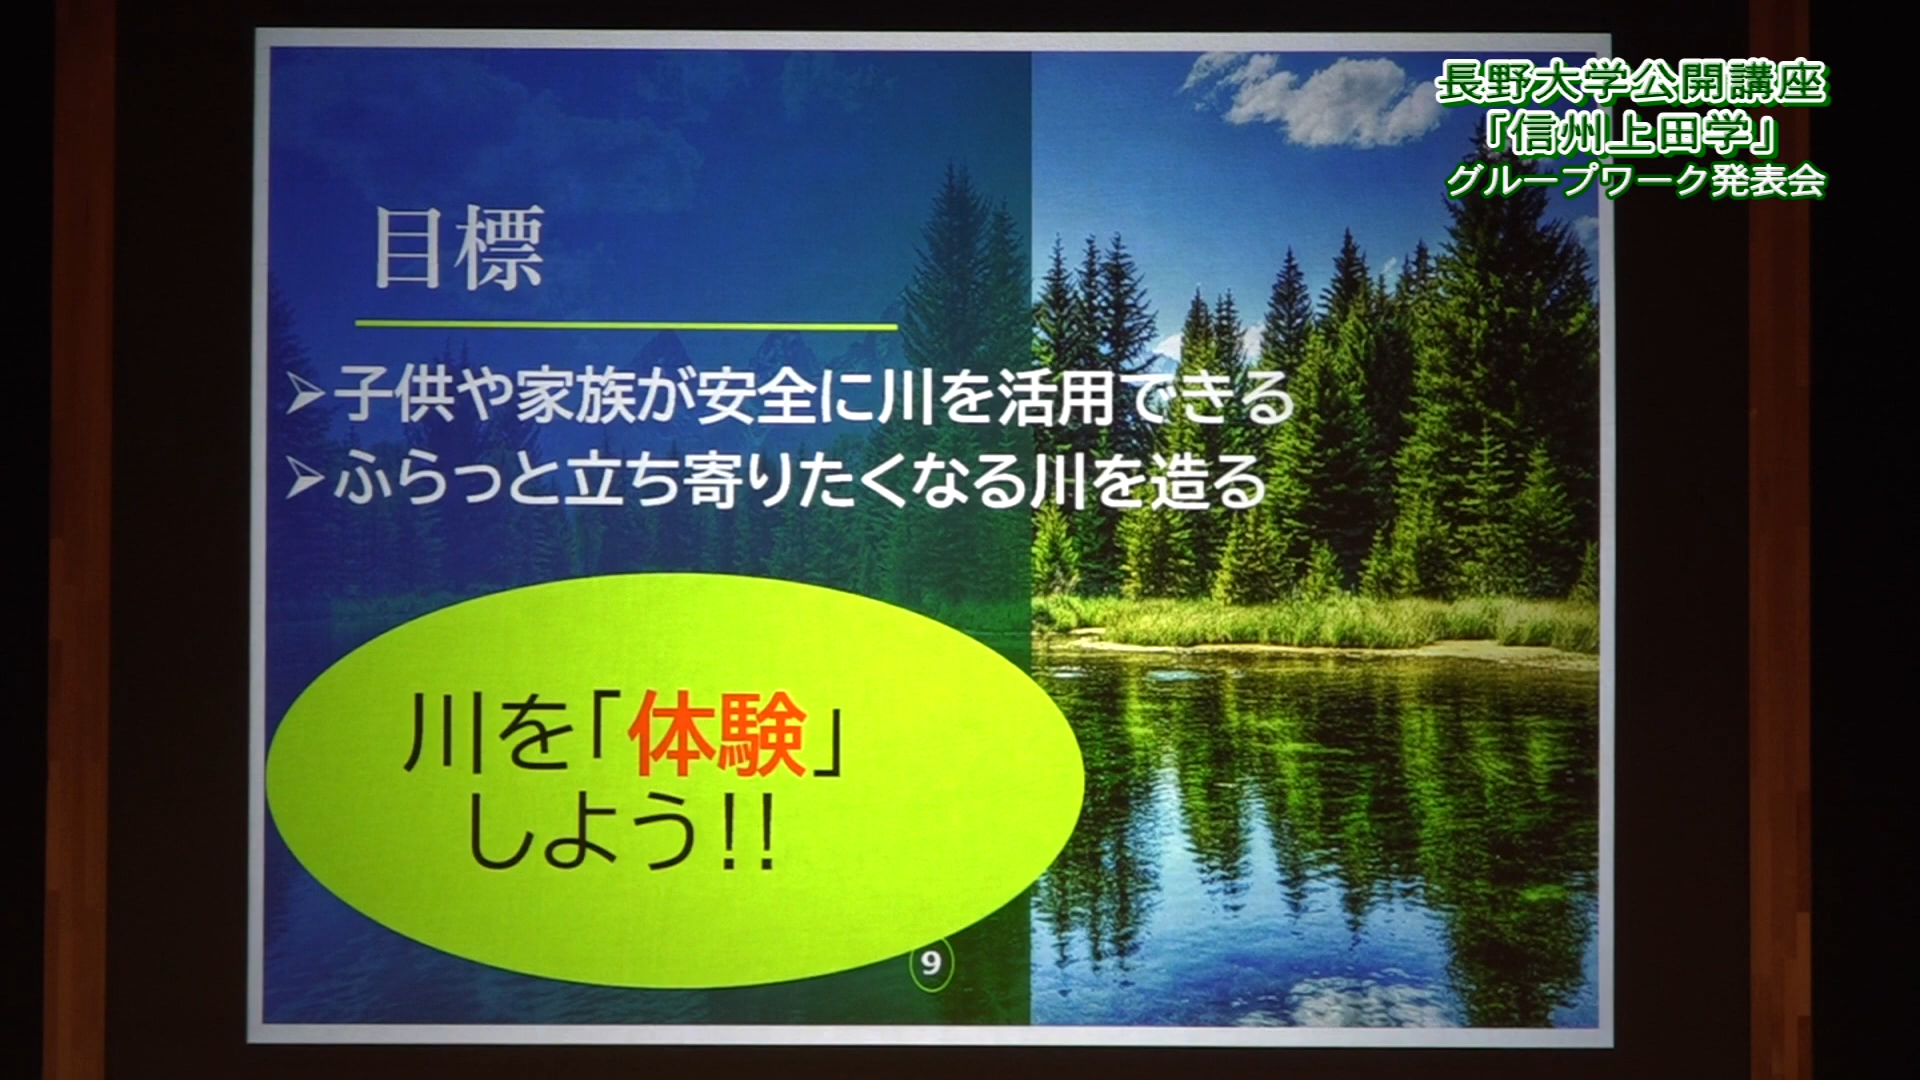 長野大学公開講座
「信州上田学」
グループワーク発表会
目標
➢子供や家族が安全に川を活用できる
➢ふらっと立ち寄りたくなる川を造る
川を「体験」
しよう!!
9